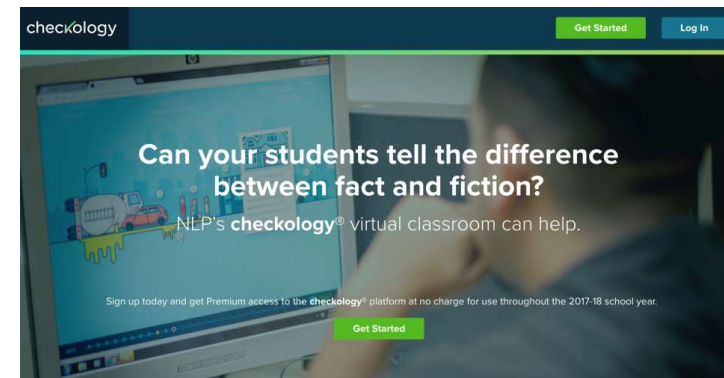 checkology
Get Started
Log In
Can your students tell the difference
between fact and fiction?
NLP's checkology® virtual classroom can help.
Sign up today and get Premium access to the checkology® platform at no charge for use throughout the 2017-18 school year.
Get Started